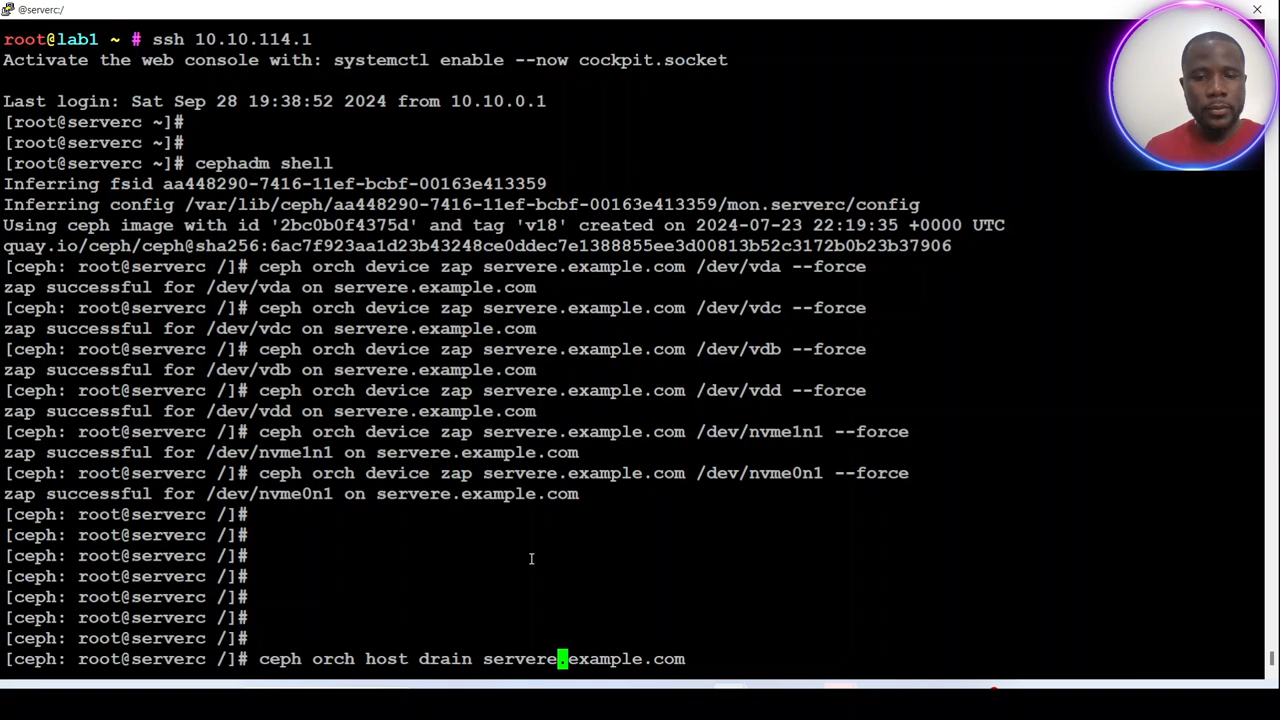 @serverc:/
root@lab1 ~ # ssh 10.10.114.1
Activate the web console with: systemctl enable --now cockpit.socket
Last login: Sat Sep 28 19:38:52 2024 from 10.10.0.1
[root@serverc ~]#
[root@serverc ~]#
[root@serverc ~]# cephadm shell
Inferring fsid aa448290-7416-11ef-bcbf-00163e413359
Inferring config /var/lib/ceph/aa448290-7416-11ef-bcbf-00163e413359/mon.serverc/config
Using ceph image with id '2bc0b0f4375d' and tag 'v18' created on 2024-07-23 22:19:35 +0000 UTC
quay.io/ceph/ceph@sha256:6ac7f923aa1d23b43248ce0ddec7e1388855ee3d00813b52c3172b0b23b37906
[ceph: root@serverc /]# ceph orch device zap servere.example.com /dev/vda --force
zap successful for /dev/vda on servere.example.com
[ceph: root@serverc /]# ceph orch device zap servere.example.com /dev/vdc --force
zap successful for /dev/vdc on servere.example.com
[ceph: root@serverc /]# ceph orch device zap servere.example.com /dev/vdb --force
zap successful for /dev/vdb on servere.example.com
[ceph: root@serverc /]# ceph orch device zap servere.example.com /dev/vdd --force
zap successful for /dev/vdd on servere.example.com
[ceph: root@serverc /]# ceph orch device zap servere.example.com /dev/nvme1n1 --force
zap successful for /dev/nvme1n1 on servere.example.com
[ceph: root@serverc /]# ceph orch device zap servere.example.com /dev/nvme0n1 --force
zap successful for /dev/nvme0n1 on servere.example.com
[ceph: root@serverc /]#
[ceph: root@serverc /]#
[ceph: root@serverc /]#
[ceph: root@serverc /]#
[ceph: root@serverc /]#
[ceph: root@serverc /]#
[ceph: root@serverc /]#
[ceph: root@serverc /]# ceph orch host drain servere.example.com